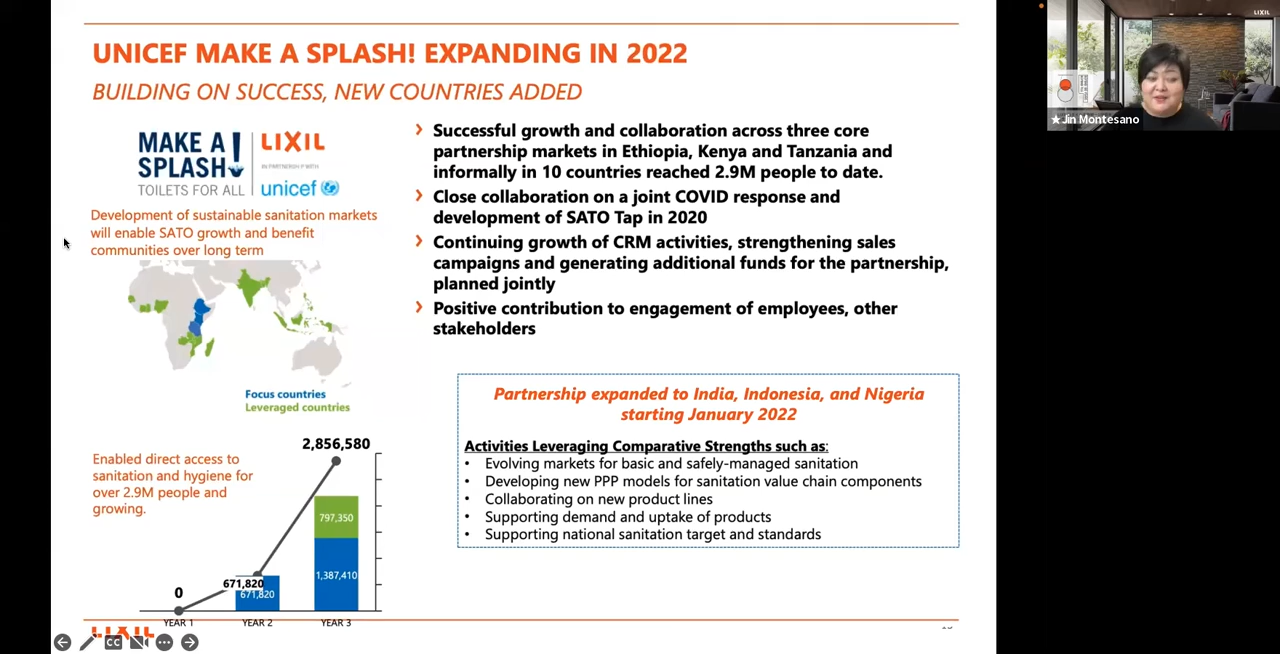 UNICEF MAKE A SPLASH! EXPANDING IN 2022
BUILDING ON SUCCESS, NEW COUNTRIES ADDED
MAKE A
SPLASH!
TOILETS FOR ALL
LIXIL
IN PARTNERSHIP WITH
unicef
Development of sustainable sanitation markets
will enable SATO growth and benefit
communities over long term
Focus countries
Leveraged countries
Enabled direct access to
sanitation and hygiene for
over 2.9M people and
growing.
2,856,580
797,350
1,387,410
671,820
671,820
0
YEAR 1
YEAR 2
YEAR 3
› Successful growth and collaboration across three core
partnership markets in Ethiopia, Kenya and Tanzania and
informally in 10 countries reached 2.9M people to date.
› Close collaboration on a joint COVID response and
development of SATO Tap in 2020
› Continuing growth of CRM activities, strengthening sales
campaigns and generating additional funds for the partnership,
planned jointly
› Positive contribution to engagement of employees, other
stakeholders
Partnership expanded to India, Indonesia, and Nigeria
starting January 2022
Activities Leveraging Comparative Strengths such as:
• Evolving markets for basic and safely-managed sanitation
• Developing new PPP models for sanitation value chain components
• Collaborating on new product lines
• Supporting demand and uptake of products
• Supporting national sanitation target and standards
LIXIL
CC
LIXIL
Jin Montesano